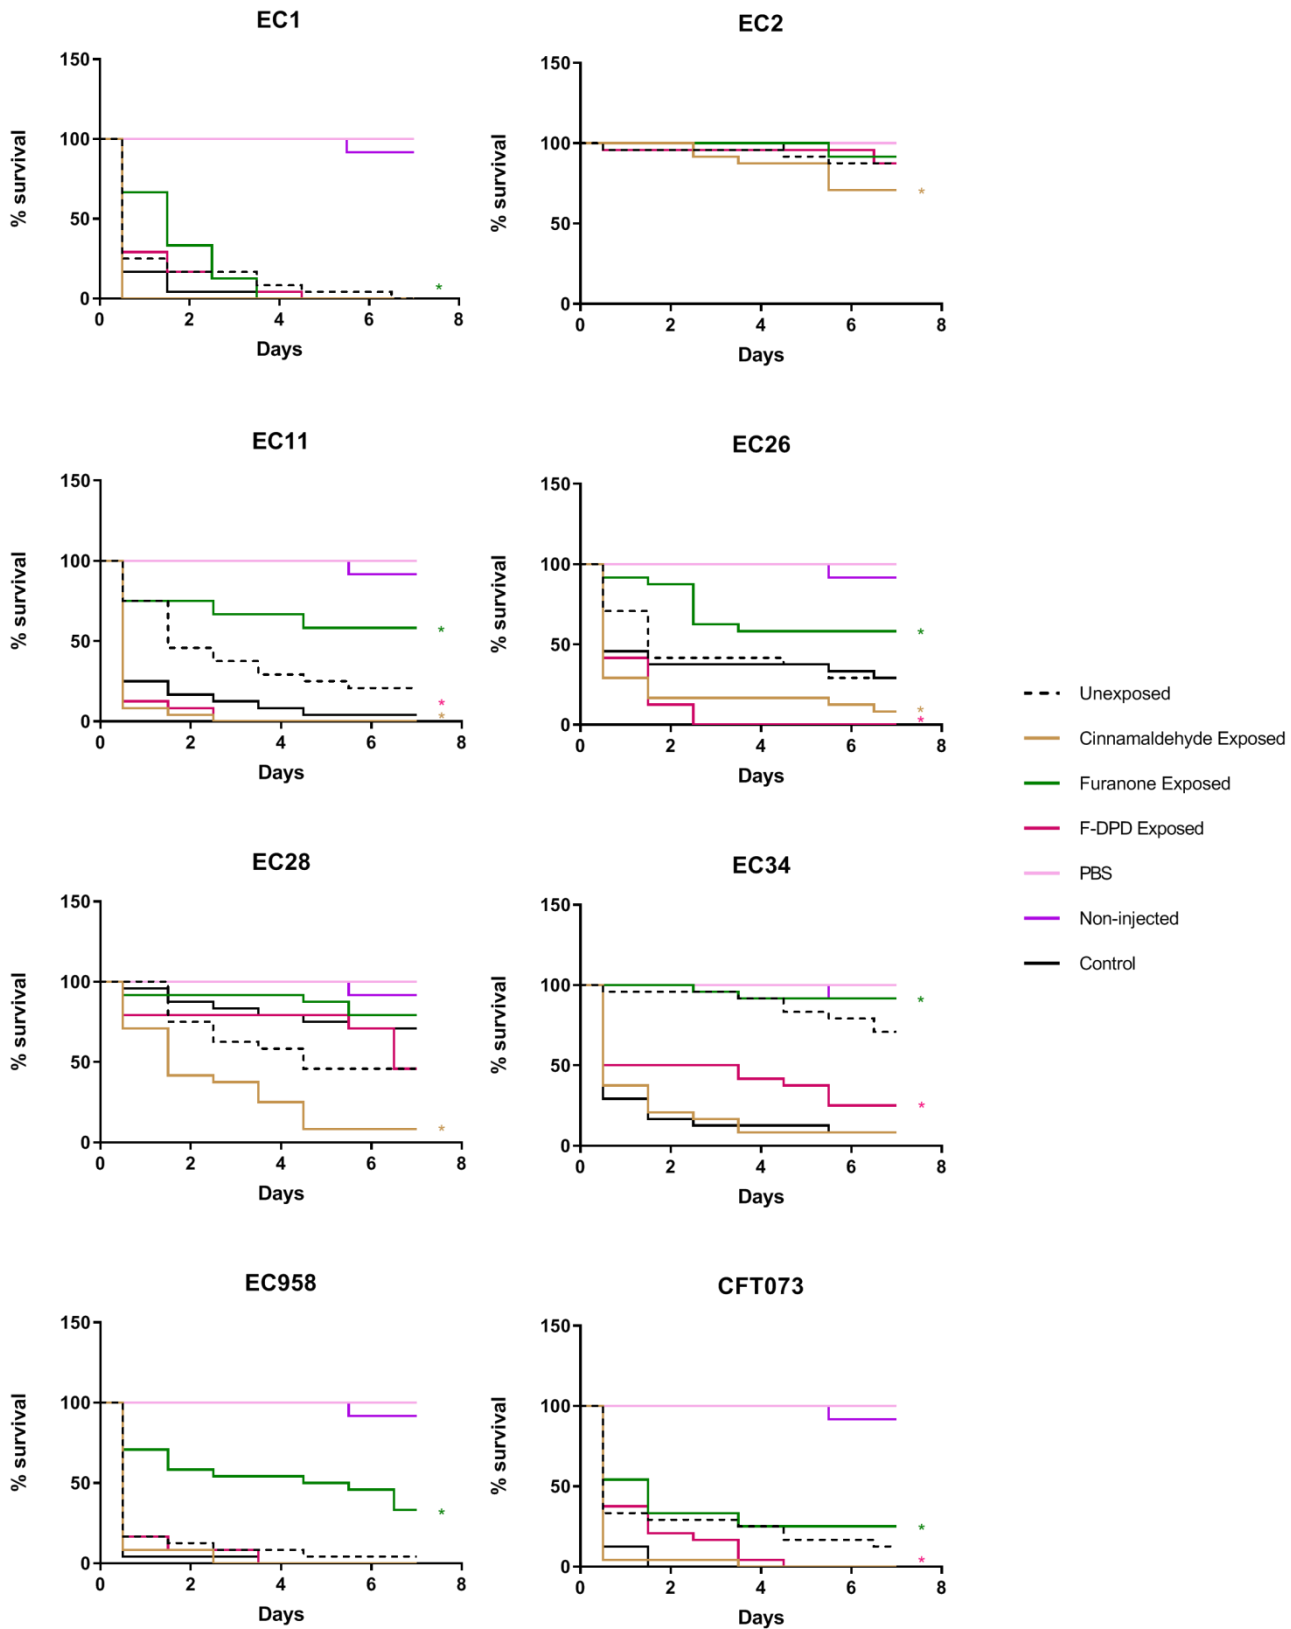 EC1
150
100
50
0
% survival
0 2 4 6 8
Days
*
EC2
150
100
50
0
% survival
0 2 4 6 8
Days
*
EC11
150
100
50
0
% survival
0 2 4 6 8
Days
*
*
*
EC26
150
100
50
0
% survival
0 2 4 6 8
Days
*
*
*
EC28
150
100
50
0
% survival
0 2 4 6 8
Days
*
EC34
150
100
50
0
% survival
0 2 4 6 8
Days
*
*
EC958
150
100
50
0
% survival
0 2 4 6 8
Days
*
CFT073
150
100
50
0
% survival
0 2 4 6 8
Days
*
*
Unexposed
Cinnamaldehyde Exposed
Furanone Exposed
F-DPD Exposed
PBS
Non-injected
Control